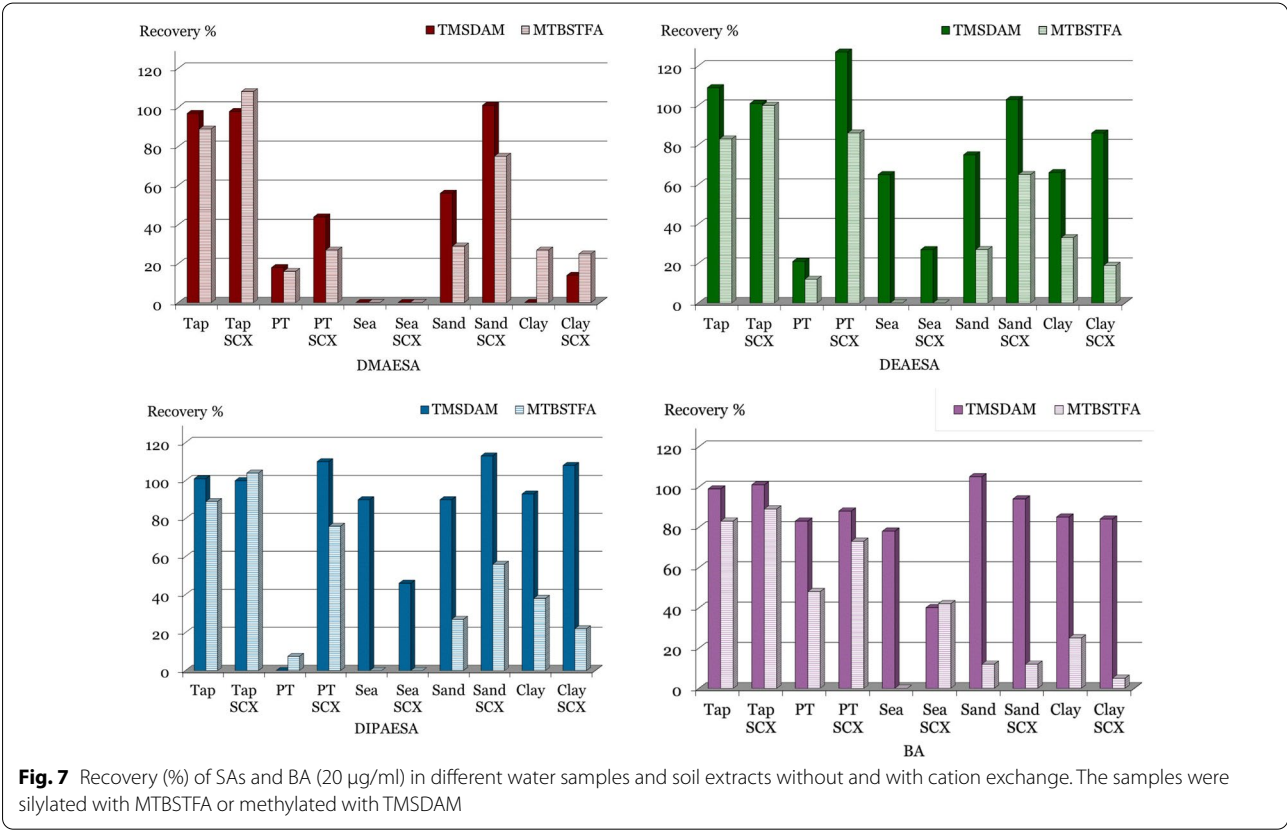 Recovery %
TMSDAM MTBSTFA
120
100
80
60
40
20
0
Tap Tap SCX PT PT SCX Sea Sea SCX Sand Sand SCX Clay Clay SCX
DMAESA
Recovery %
TMSDAM MTBSTFA
120
100
80
60
40
20
0
Tap Tap SCX PT PT SCX Sea Sea SCX Sand Sand SCX Clay Clay SCX
DEAESA
Recovery %
TMSDAM MTBSTFA
120
100
80
60
40
20
0
Tap Tap SCX PT PT SCX Sea Sea SCX Sand Sand SCX Clay Clay SCX
DIPAESA
Recovery %
TMSDAM MTBSTFA
120
100
80
60
40
20
0
Tap Tap SCX PT PT SCX Sea Sea SCX Sand Sand SCX Clay Clay SCX
BA
Fig. 7 Recovery (%) of SAs and BA (20 µg/ml) in different water samples and soil extracts without and with cation exchange. The samples were
silylated with MTBSTFA or methylated with TMSDAM